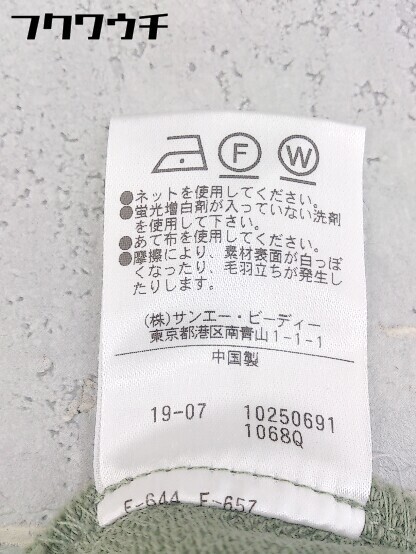 フクワウチ
F W
●ネットを使用してください。
●蛍光増白剤が入っていない洗剤
を使用して下さい。
●あて布を使用してください。
●摩擦により、素材表面が白っぽ
くなったり、毛羽立ちが発生し
たりします。
(株)サンエー・ビーディー
東京都港区南青山1-1-1
中国製
19-07 10250691
1068Q
F-644 F-657